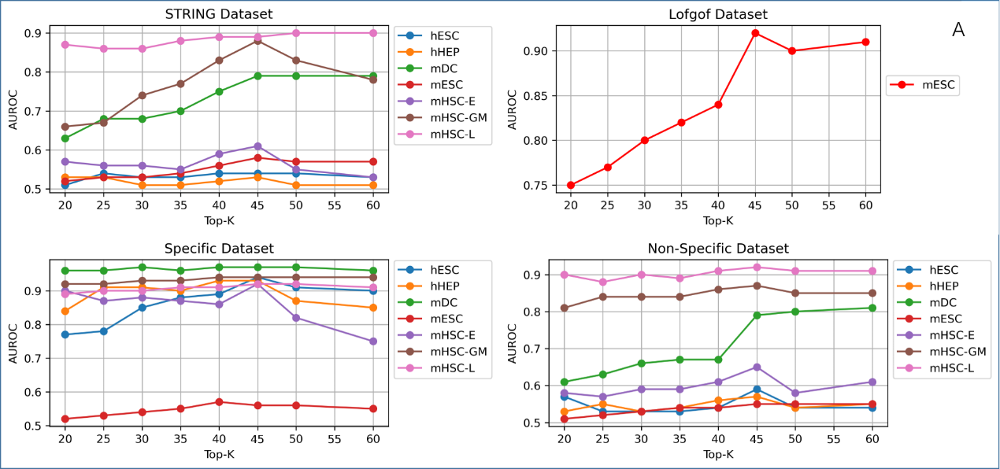 STRING Dataset
AUROC
0.9
0.8
0.7
0.6
0.5
20 25 30 35 40 45 50 55 60
Top-K
hESC
hHEP
mDC
mESC
mHSC-E
mHSC-GM
mHSC-L
Lofgof Dataset
A
AUROC
0.90
0.85
0.80
0.75
20 25 30 35 40 45 50 55 60
Top-K
mESC
Specific Dataset
AUROC
0.9
0.8
0.7
0.6
0.5
20 25 30 35 40 45 50 55 60
Top-K
hESC
hHEP
mDC
mESC
mHSC-E
mHSC-GM
mHSC-L
Non-Specific Dataset
AUROC
0.9
0.8
0.7
0.6
0.5
20 25 30 35 40 45 50 55 60
Top-K
hESC
hHEP
mDC
mESC
mHSC-E
mHSC-GM
mHSC-L